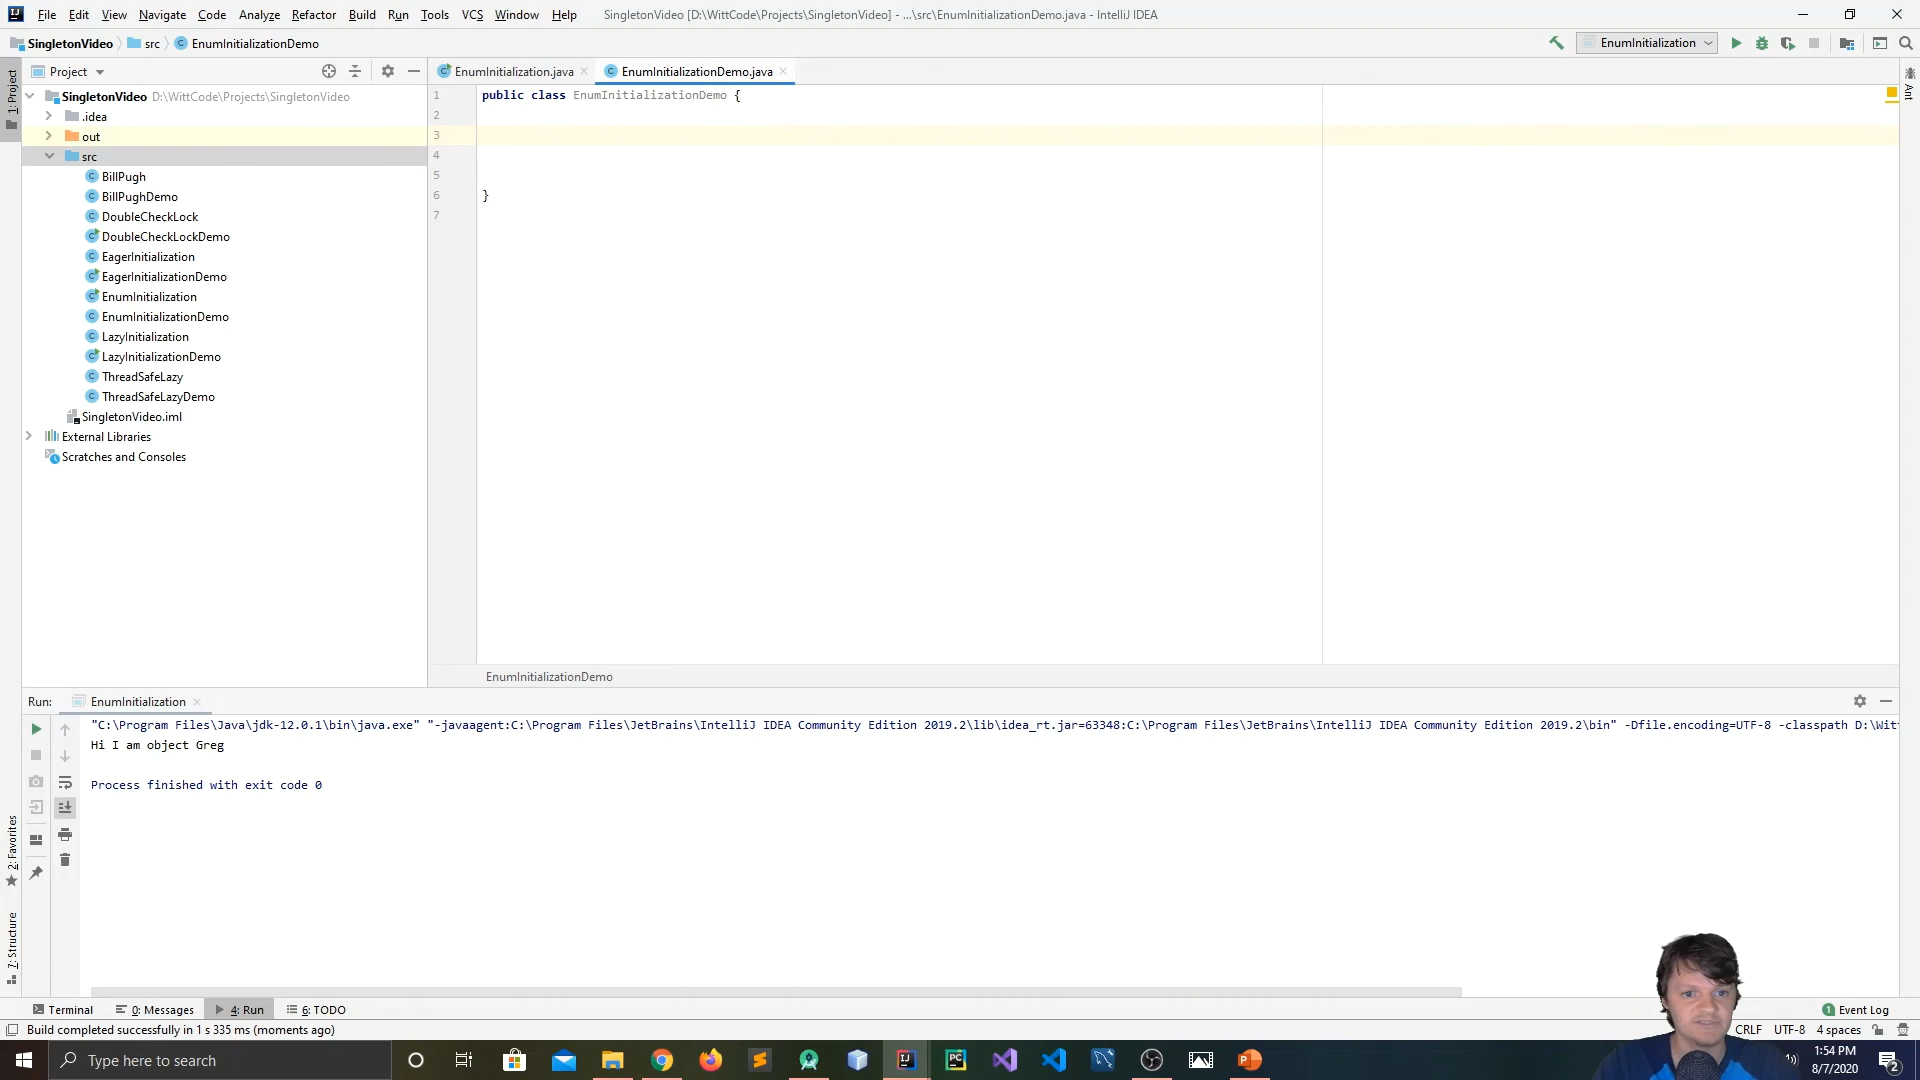 File Edit View Navigate Code Analyze Refactor Build Run Tools VCS Window Help SingletonVideo [D:\WittCode\Projects\SingletonVideo] - ...\src\EnumInitializationDemo.java - IntelliJ IDEA
SingletonVideo src EnumInitializationDemo EnumInitialization
1: Project
Project
EnumInitialization.java EnumInitializationDemo.java
Ant
SingletonVideo D:\WittCode\Projects\SingletonVideo
.idea
out
src
BillPugh
BillPughDemo
DoubleCheckLock
DoubleCheckLockDemo
EagerInitialization
EagerInitializationDemo
EnumInitialization
EnumInitializationDemo
LazyInitialization
LazyInitializationDemo
ThreadSafeLazy
ThreadSafeLazyDemo
SingletonVideo.iml
External Libraries
Scratches and Consoles
1 public class EnumInitializationDemo {
2
3
4
5
6 }
7
EnumInitializationDemo
Run: EnumInitialization
"C:\Program Files\Java\jdk-12.0.1\bin\java.exe" "-javaagent:C:\Program Files\JetBrains\IntelliJ IDEA Community Edition 2019.2\lib\idea_rt.jar=63348:C:\Program Files\JetBrains\IntelliJ IDEA Community Edition 2019.2\bin" -Dfile.encoding=UTF-8 -classpath D:\Wit
Hi I am object Greg
Process finished with exit code 0
2: Favorites
7: Structure
Terminal 0: Messages 4: Run 6: TODO Event Log
Build completed successfully in 1 s 335 ms (moments ago) CRLF UTF-8 4 spaces
Type here to search
1:54 PM
8/7/2020
2